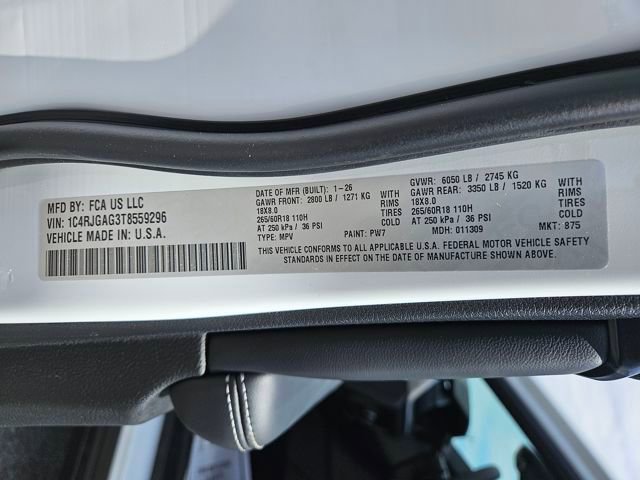 MFD BY: FCA US LLC
VIN: 1C4RJGAG3T8559296
VEHICLE MADE IN U.S.A.
DATE OF MFR (BUILT): 1-26
GAWR FRONT: 2800 LB / 1271 KG
18X8.0 WITH RIMS
265/60R18 110H TIRES
AT 250 kPa / 36 PSI
TYPE: MPV PAINT: PW7
GVWR: 6050 LB / 2745 KG
GAWR REAR: 3350 LB / 1520 KG
18X8.0 WITH RIMS
265/60R18 110H TIRES
AT 250 kPa / 36 PSI
MDH: 011309 MKT: 875
THIS VEHICLE CONFORMS TO ALL APPLICABLE U.S.A. FEDERAL MOTOR VEHICLE SAFETY
STANDARDS IN EFFECT ON THE DATE OF MANUFACTURE SHOWN ABOVE